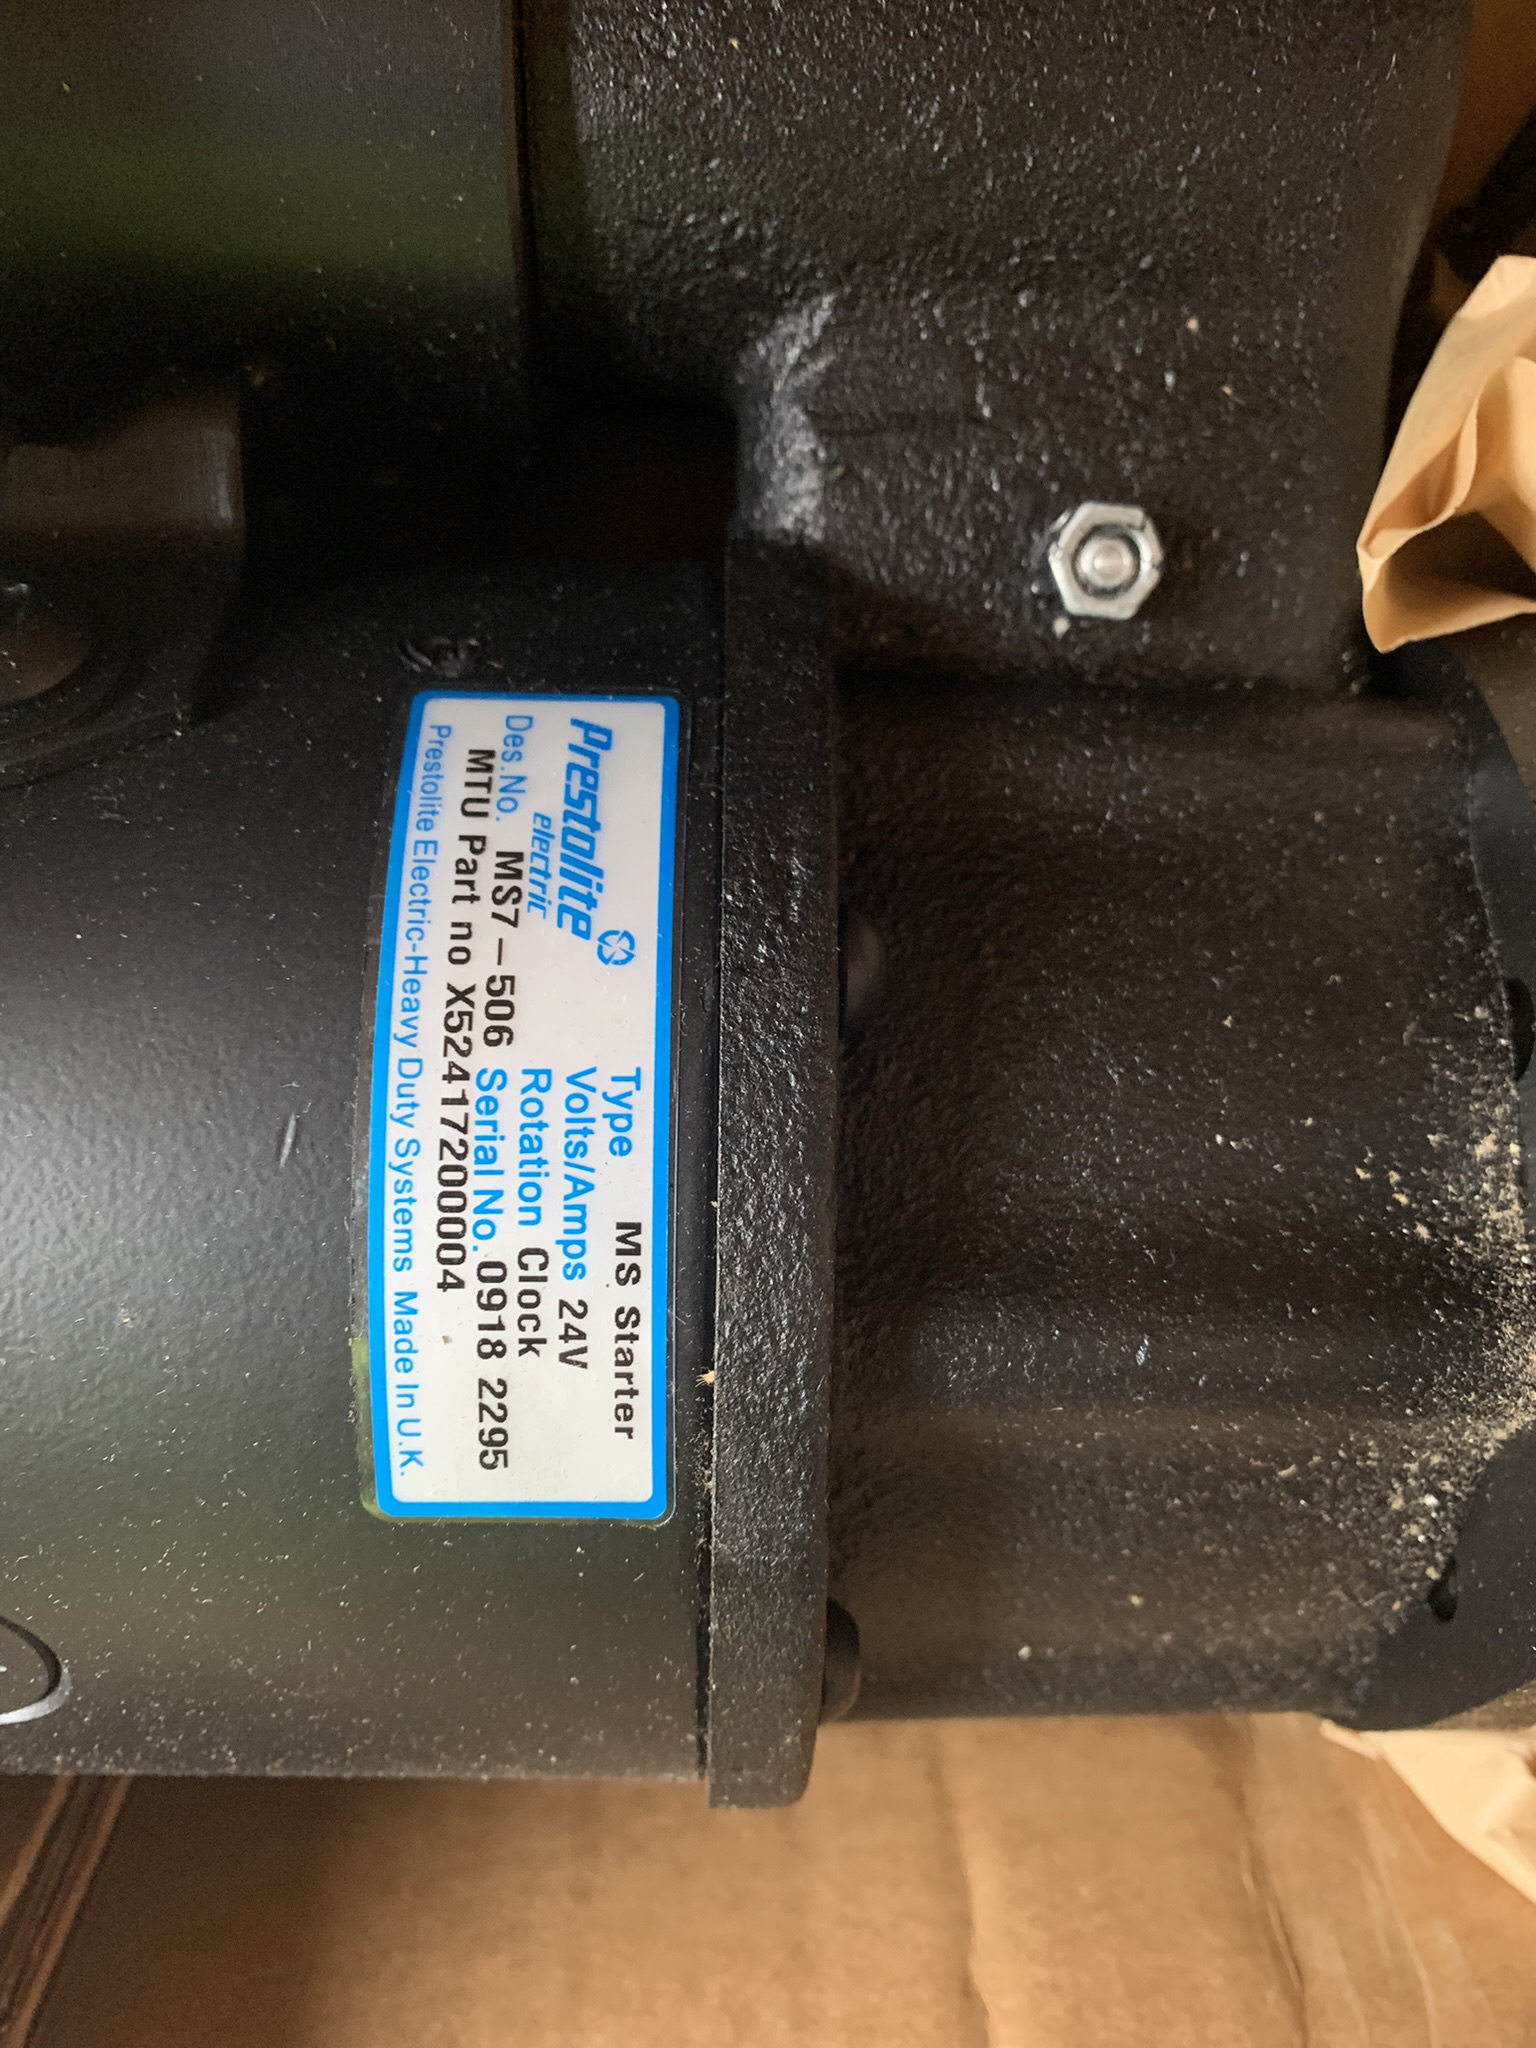 Prestolite
electric
Type MS Starter
Volts/Amps 24V
Rotation Clock
Des.No. MS7-506 Serial No. 0918 2295
MTU Part no X52417200004
Prestolite Electric-Heavy Duty Systems Made In U.K.